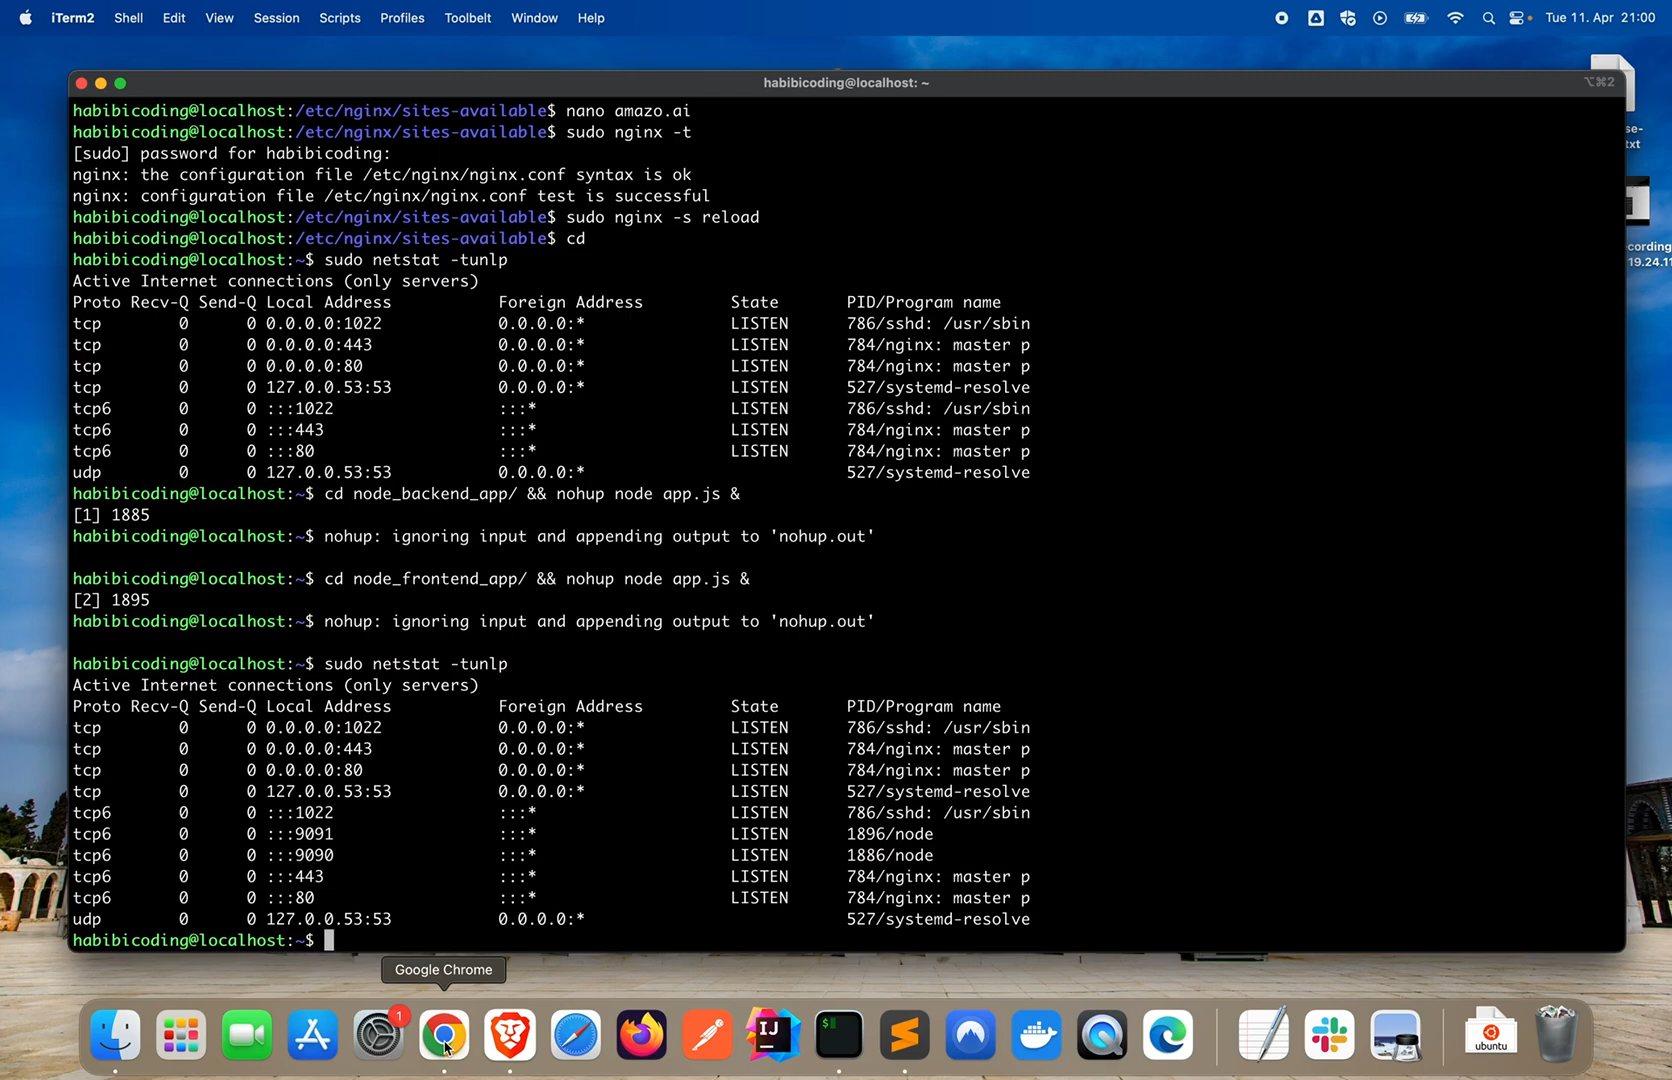 iTerm2 Shell Edit View Session Scripts Profiles Toolbelt Window Help Tue 11. Apr 21:00
habibicoding@localhost: ~ ⌥⌘2
habibicoding@localhost:/etc/nginx/sites-available$ nano amazo.ai
habibicoding@localhost:/etc/nginx/sites-available$ sudo nginx -t
[sudo] password for habibicoding:
nginx: the configuration file /etc/nginx/nginx.conf syntax is ok
nginx: configuration file /etc/nginx/nginx.conf test is successful
habibicoding@localhost:/etc/nginx/sites-available$ sudo nginx -s reload
habibicoding@localhost:/etc/nginx/sites-available$ cd
habibicoding@localhost:~$ sudo netstat -tunlp
Active Internet connections (only servers)
Proto Recv-Q Send-Q Local Address Foreign Address State PID/Program name
tcp 0 0 0.0.0.0:1022 0.0.0.0:* LISTEN 786/sshd: /usr/sbin
tcp 0 0 0.0.0.0:443 0.0.0.0:* LISTEN 784/nginx: master p
tcp 0 0 0.0.0.0:80 0.0.0.0:* LISTEN 784/nginx: master p
tcp 0 0 127.0.0.53:53 0.0.0.0:* LISTEN 527/systemd-resolve
tcp6 0 0 :::1022 :::* LISTEN 786/sshd: /usr/sbin
tcp6 0 0 :::443 :::* LISTEN 784/nginx: master p
tcp6 0 0 :::80 :::* LISTEN 784/nginx: master p
udp 0 0 127.0.0.53:53 0.0.0.0:* 527/systemd-resolve
habibicoding@localhost:~$ cd node_backend_app/ && nohup node app.js &
[1] 1885
habibicoding@localhost:~$ nohup: ignoring input and appending output to 'nohup.out'
habibicoding@localhost:~$ cd node_frontend_app/ && nohup node app.js &
[2] 1895
habibicoding@localhost:~$ nohup: ignoring input and appending output to 'nohup.out'
habibicoding@localhost:~$ sudo netstat -tunlp
Active Internet connections (only servers)
Proto Recv-Q Send-Q Local Address Foreign Address State PID/Program name
tcp 0 0 0.0.0.0:1022 0.0.0.0:* LISTEN 786/sshd: /usr/sbin
tcp 0 0 0.0.0.0:443 0.0.0.0:* LISTEN 784/nginx: master p
tcp 0 0 0.0.0.0:80 0.0.0.0:* LISTEN 784/nginx: master p
tcp 0 0 127.0.0.53:53 0.0.0.0:* LISTEN 527/systemd-resolve
tcp6 0 0 :::1022 :::* LISTEN 786/sshd: /usr/sbin
tcp6 0 0 :::9091 :::* LISTEN 1896/node
tcp6 0 0 :::9090 :::* LISTEN 1886/node
tcp6 0 0 :::443 :::* LISTEN 784/nginx: master p
tcp6 0 0 :::80 :::* LISTEN 784/nginx: master p
udp 0 0 127.0.0.53:53 0.0.0.0:* 527/systemd-resolve
habibicoding@localhost:~$
se-
txt
cording
19.24.11
Google Chrome
1
IJ
$
ubuntu